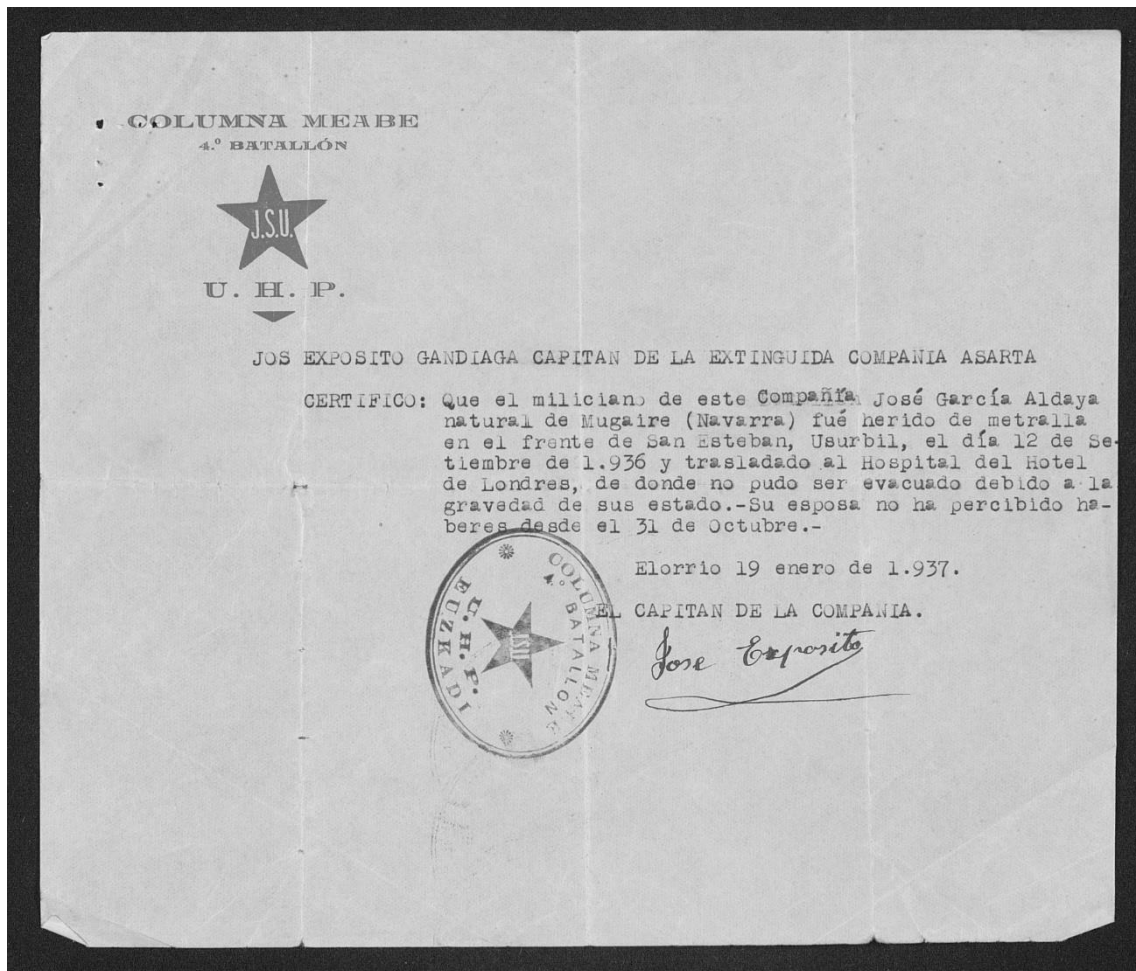 COLUMNA MEABE
4.º BATALLÓN
J.S.U.
U. H. P.
JOS EXPOSITO GANDIAGA CAPITAN DE LA EXTINGUIDA COMPAÑIA ASARTA
CERTIFICO: Que el miliciano de este Compañía José García Aldaya
natural de Mugaire (Navarra) fué herido de metralla
en el frente de San Esteban, Usurbil, el día 12 de Se-
tiembre de 1.936 y trasladado al Hospital del Hotel
de Londres, de donde no pudo ser evacuado debido a la
gravedad de sus estado.-Su esposa no ha percibido ha-
beres desde el 31 de Octubre.-
Elorrio 19 enero de 1.937.
EL CAPITAN DE LA COMPAÑIA.
Jose Exposito
COLUMNA MEABE
4.º BATALLON
JSU
U. H. P.
EUZKADI